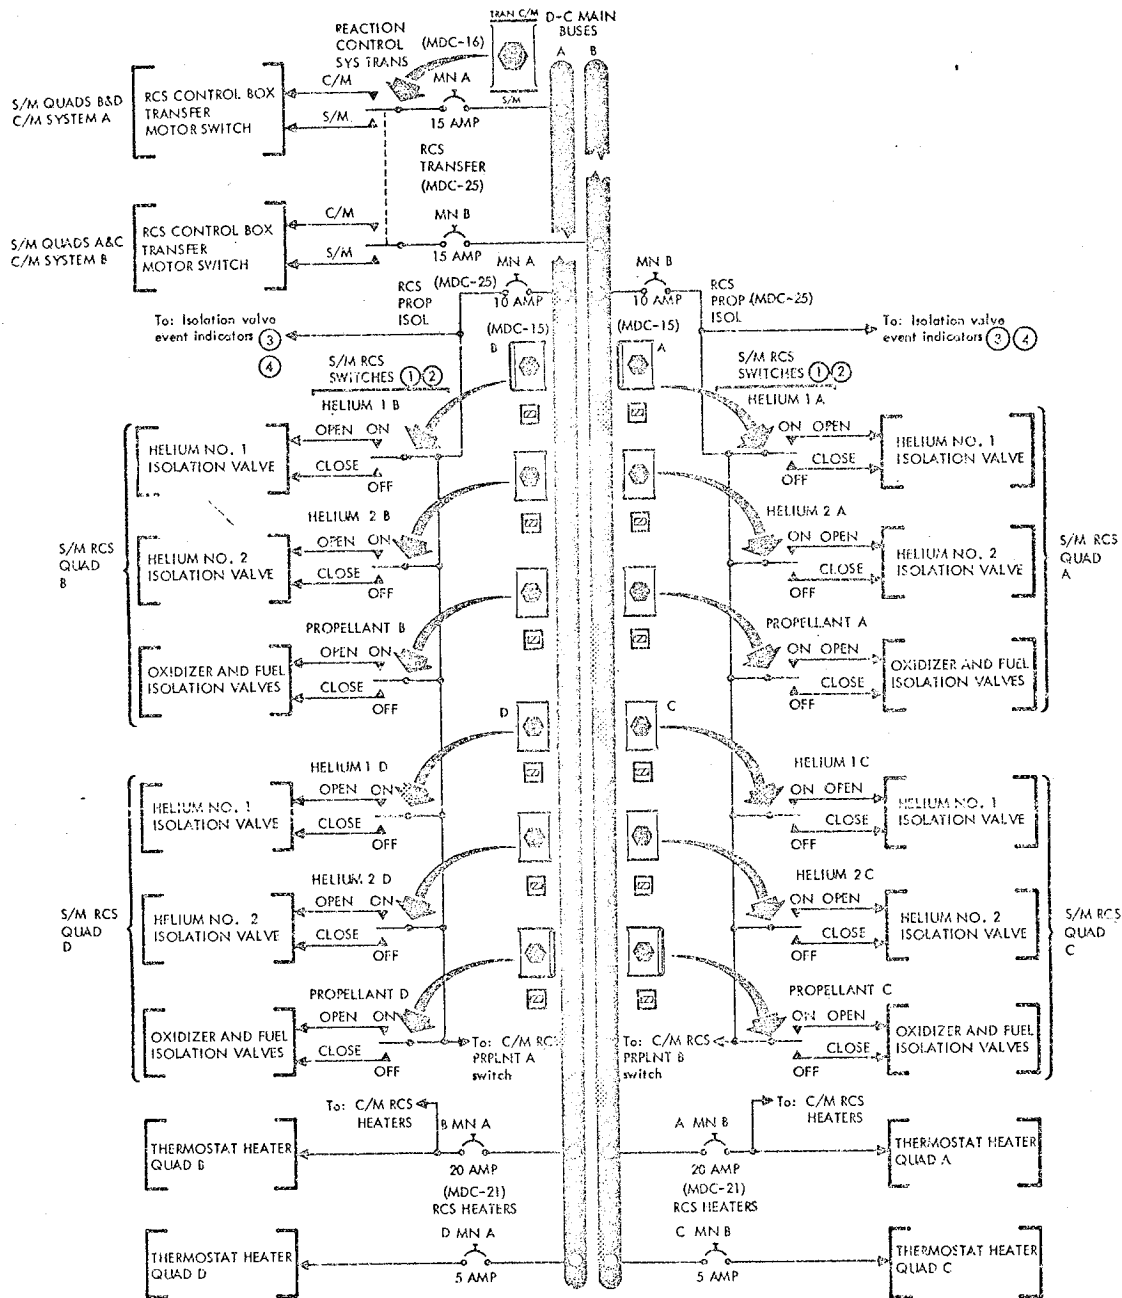 TRAN C/M
D-C MAIN
BUSES
A B
REACTION
CONTROL
SYS TRANS
(MDC-16)
S/M
S/M QUADS B&D
C/M SYSTEM A
RCS CONTROL BOX
TRANSFER
MOTOR SWITCH
C/M
S/M
MN A
15 AMP
RCS
TRANSFER
(MDC-25)
S/M QUADS A&C
C/M SYSTEM B
RCS CONTROL BOX
TRANSFER
MOTOR SWITCH
C/M
S/M
MN B
15 AMP
RCS
PROP
ISOL
(MDC-25)
MN A
10 AMP
MN B
10 AMP
RCS
PROP (MDC-25)
ISOL
To: Isolation valve
event indicators 3
4
To: Isolation valve
event indicators 3 4
(MDC-15)
B
(MDC-15)
A
S/M RCS
SWITCHES 1 2
S/M RCS
SWITCHES 1 2
S/M RCS
QUAD
B
HELIUM 1 B
HELIUM NO. 1
ISOLATION VALVE
OPEN ON
CLOSE
OFF
HELIUM 2 B
HELIUM NO. 2
ISOLATION VALVE
OPEN ON
CLOSE
OFF
PROPELLANT B
OXIDIZER AND FUEL
ISOLATION VALVES
OPEN ON
CLOSE
OFF
HELIUM 1 A
ON OPEN
CLOSE
OFF
HELIUM NO. 1
ISOLATION VALVE
HELIUM 2 A
ON OPEN
CLOSE
OFF
HELIUM NO. 2
ISOLATION VALVE
PROPELLANT A
ON OPEN
CLOSE
OFF
OXIDIZER AND FUEL
ISOLATION VALVES
S/M RCS
QUAD
A
D
C
S/M RCS
QUAD
D
HELIUM 1 D
HELIUM NO. 1
ISOLATION VALVE
OPEN ON
CLOSE
OFF
HELIUM 2 D
HELIUM NO. 2
ISOLATION VALVE
OPEN ON
CLOSE
OFF
PROPELLANT D
OXIDIZER AND FUEL
ISOLATION VALVES
OPEN ON
CLOSE
OFF
HELIUM 1 C
ON OPEN
CLOSE
OFF
HELIUM NO. 1
ISOLATION VALVE
HELIUM 2 C
ON OPEN
CLOSE
OFF
HELIUM NO. 2
ISOLATION VALVE
PROPELLANT C
ON OPEN
CLOSE
OFF
OXIDIZER AND FUEL
ISOLATION VALVES
S/M RCS
QUAD
C
To: C/M RCS
PRPLNT A
switch
To: C/M RCS
PRPLNT B
switch
To: C/M RCS
HEATERS
To: C/M RCS
HEATERS
THERMOSTAT HEATER
QUAD B
B MN A
20 AMP
(MDC-21)
RCS HEATERS
A MN B
20 AMP
(MDC-21)
RCS HEATERS
THERMOSTAT HEATER
QUAD A
THERMOSTAT HEATER
QUAD D
D MN A
5 AMP
C MN B
5 AMP
THERMOSTAT HEATER
QUAD C